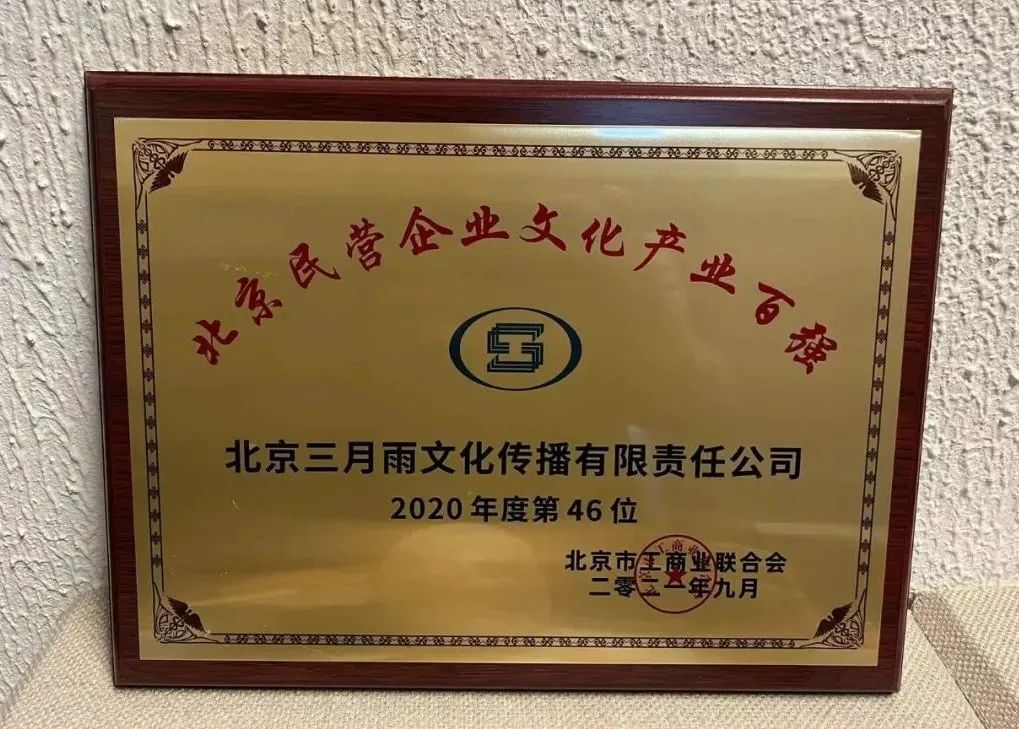 北京民营企业文化产业百强
北京三月雨文化传播有限责任公司
2020年度第46位
北京市工商业联合会
二零二一年九月